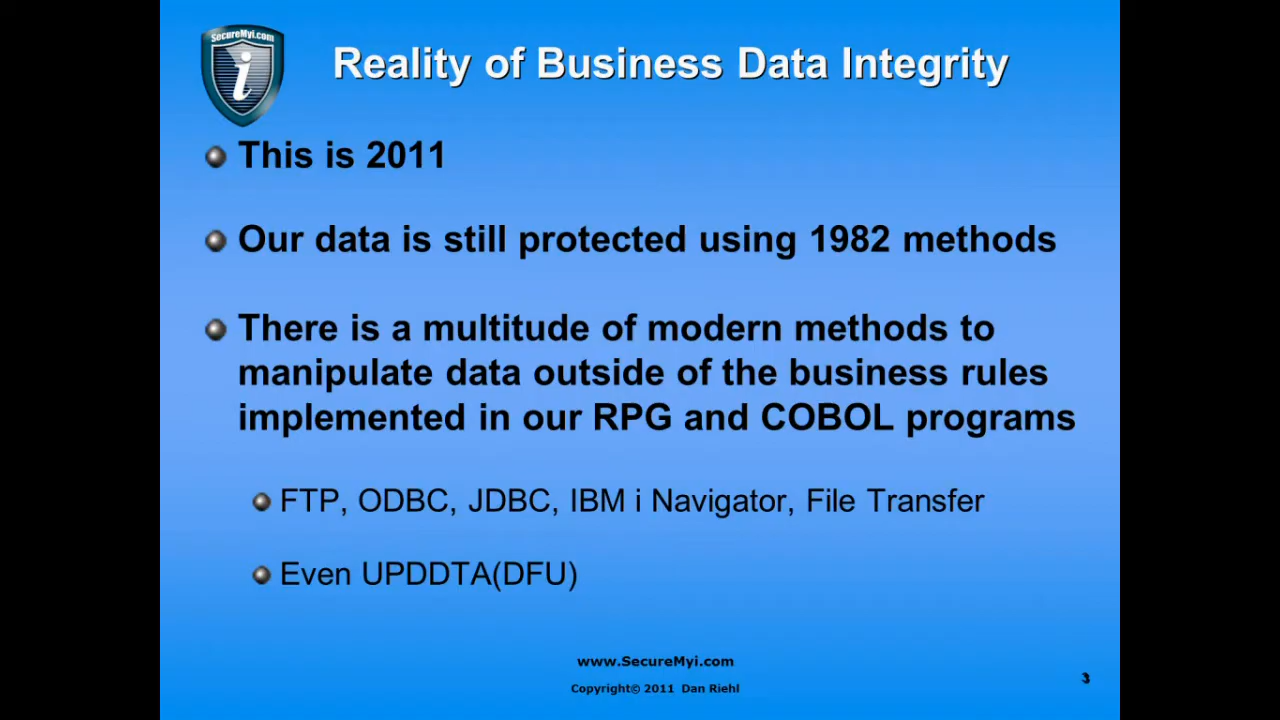 SecureMyi.com
i
Reality of Business Data Integrity
This is 2011
Our data is still protected using 1982 methods
There is a multitude of modern methods to
manipulate data outside of the business rules
implemented in our RPG and COBOL programs
FTP, ODBC, JDBC, IBM i Navigator, File Transfer
Even UPDDTA(DFU)
www.SecureMyi.com
Copyright© 2011 Dan Riehl
3